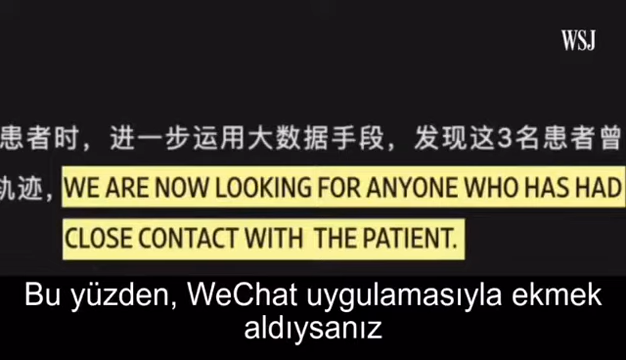 WSJ
患者时，进一步运用大数据手段，发现这3名患者曾
轨迹，WE ARE NOW LOOKING FOR ANYONE WHO HAS HAD
CLOSE CONTACT WITH THE PATIENT.
Bu yüzden, WeChat uygulamasıyla ekmek
aldıysanız